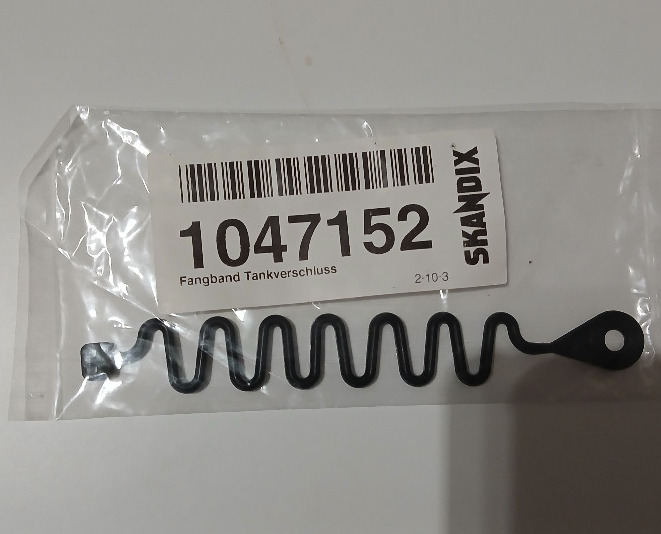 1047152
Fangband Tankverschluss
2-10-3
SKANDIX